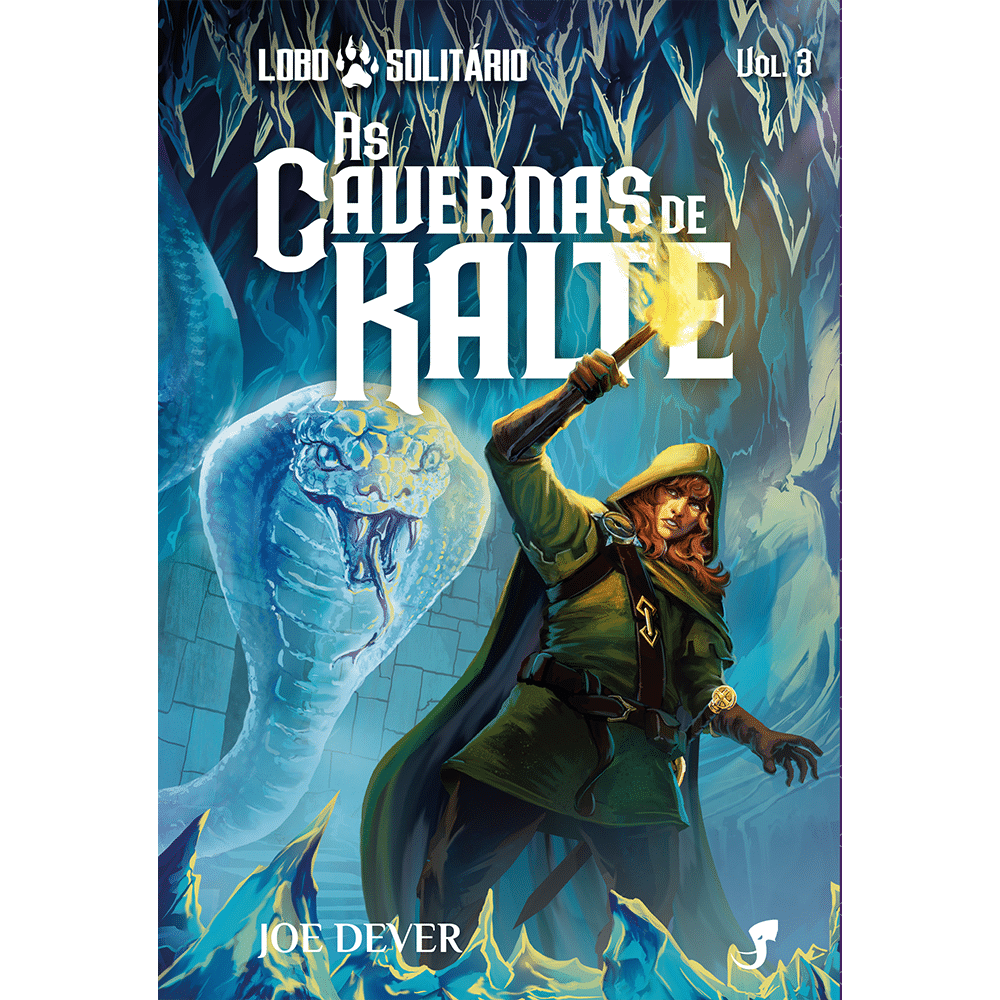 LOBO SOLITÁRIO
VOL. 3
AS
CAVERNAS DE
KALTE
JOE DEVER